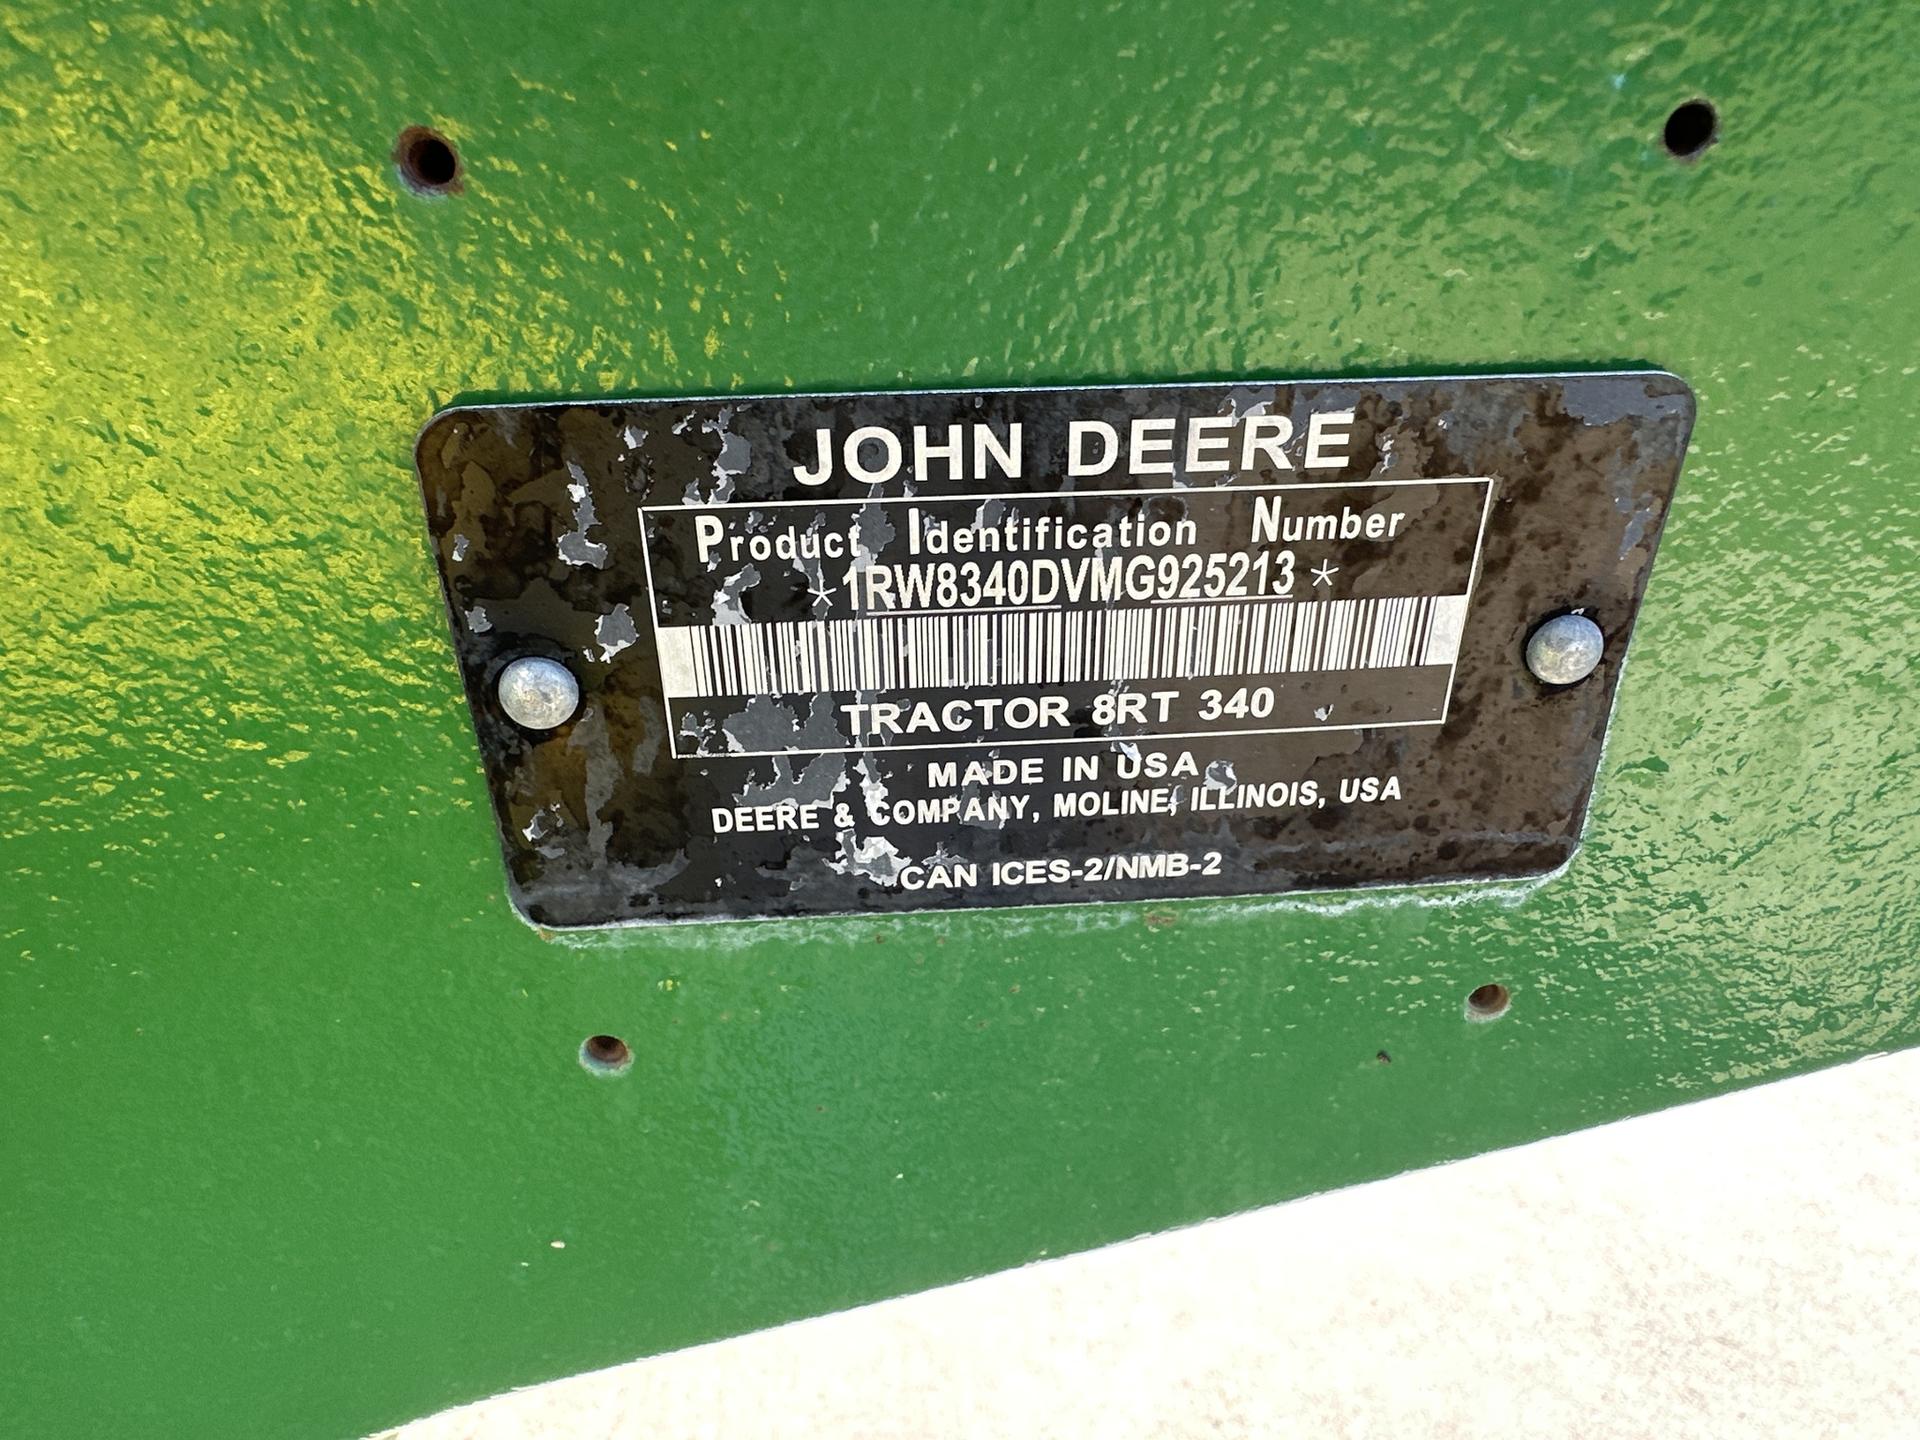 JOHN DEERE
Product Identification Number
*1RW8340DVMG925213*
TRACTOR 8RT 340
MADE IN USA
DEERE & COMPANY, MOLINE, ILLINOIS, USA
CAN ICES-2/NMB-2